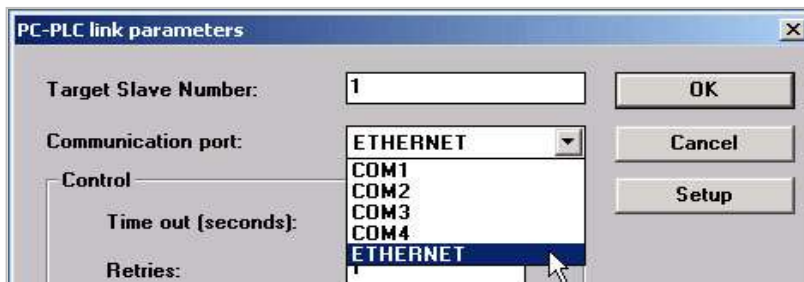 PC-PLC link parameters
Target Slave Number: 1 OK
Communication port: ETHERNET Cancel
COM1
Control
COM2 Setup
COM3
Time out (seconds):
COM4
ETHERNET
Retries: